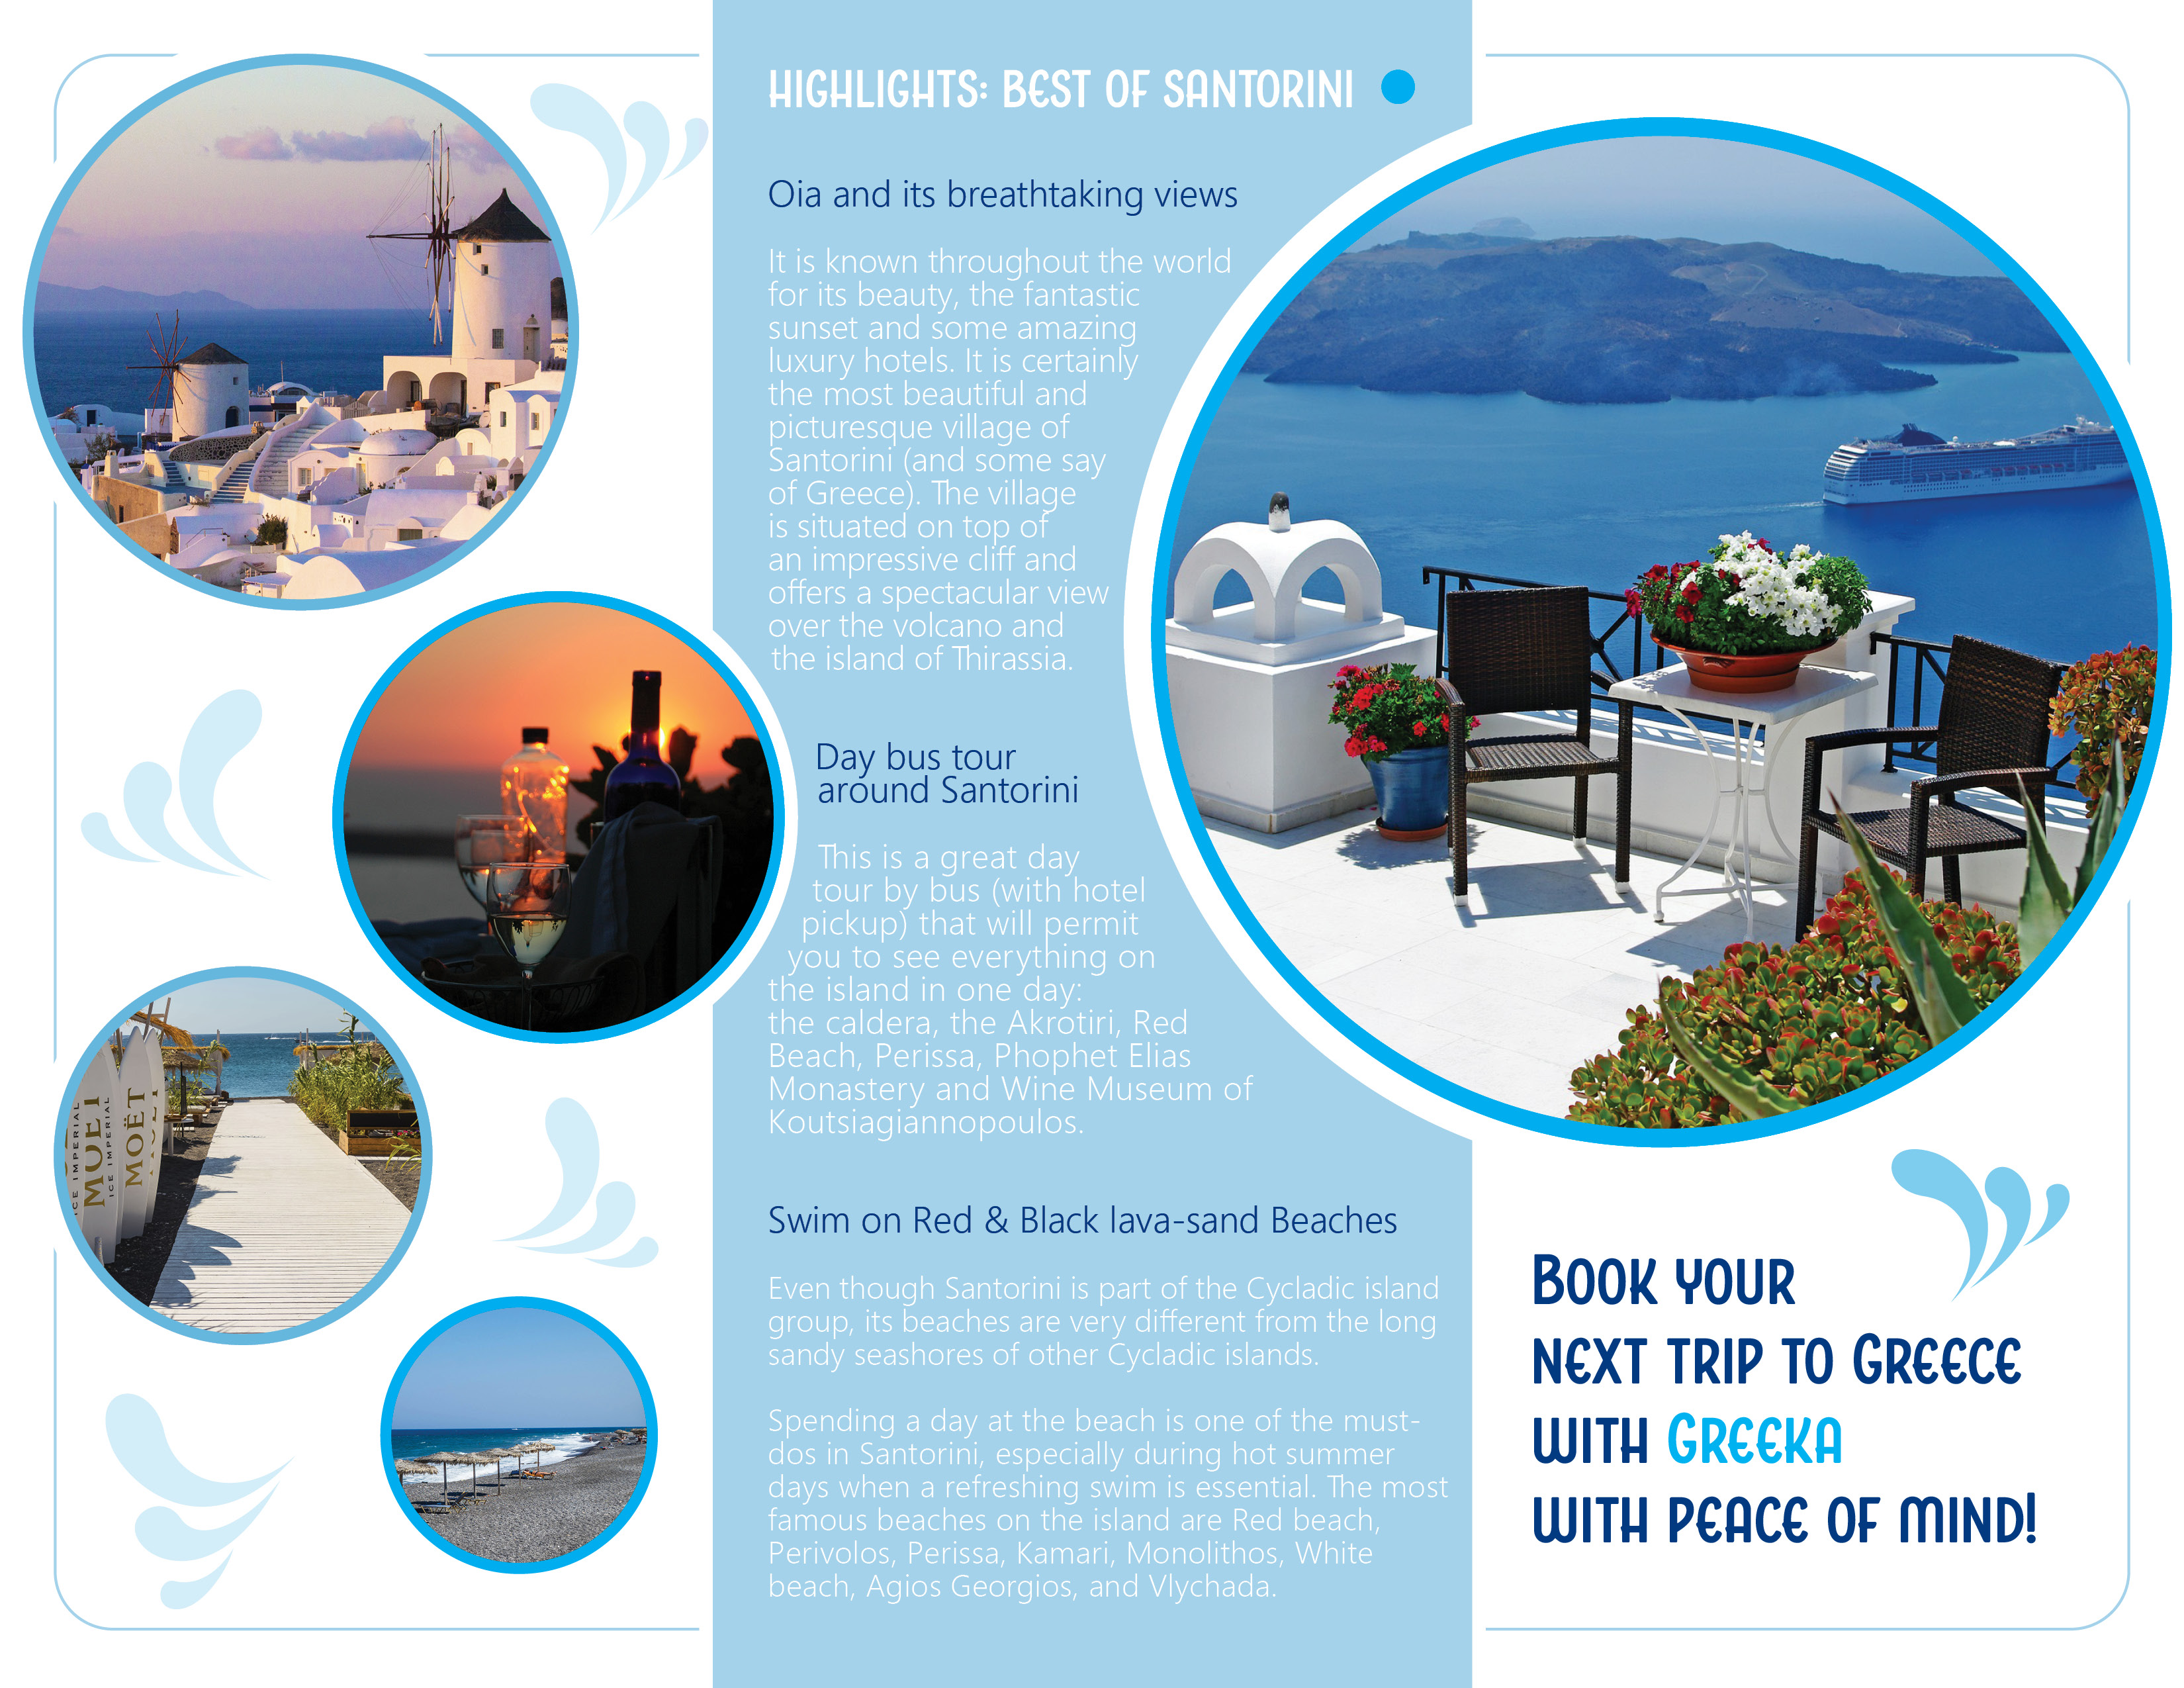 HIGHLIGHTS: BEST OF SANTORINI
Oia and its breathtaking views
It is known throughout the world
for its beauty, the fantastic
sunset and some amazing
luxury hotels. It is certainly
the most beautiful and
picturesque village of
Santorini (and some say
of Greece). The village
is situated on top of
an impressive cliff and
offers a spectacular view
over the volcano and
the island of Thirassia.
Day bus tour
around Santorini
This is a great day
tour by bus (with hotel
pickup) that will permit
you to see everything on
the island in one day:
the caldera, the Akrotiri, Red
Beach, Perissa, Phophet Elias
Monastery and Wine Museum of
Koutsiagiannopoulos.
Swim on Red & Black lava-sand Beaches
Even though Santorini is part of the Cycladic island
group, its beaches are very different from the long
sandy seashores of other Cycladic islands.
Spending a day at the beach is one of the must-
dos in Santorini, especially during hot summer
days when a refreshing swim is essential. The most
famous beaches on the island are Red beach,
Perivolos, Perissa, Kamari, Monolithos, White
beach, Agios Georgios, and Vlychada.
ICE IMPERIAL
MOËT
ICE IMPERIAL
MOËT
BOOK YOUR
NEXT TRIP TO GREECE
WITH GREEKA
WITH PEACE OF MIND!